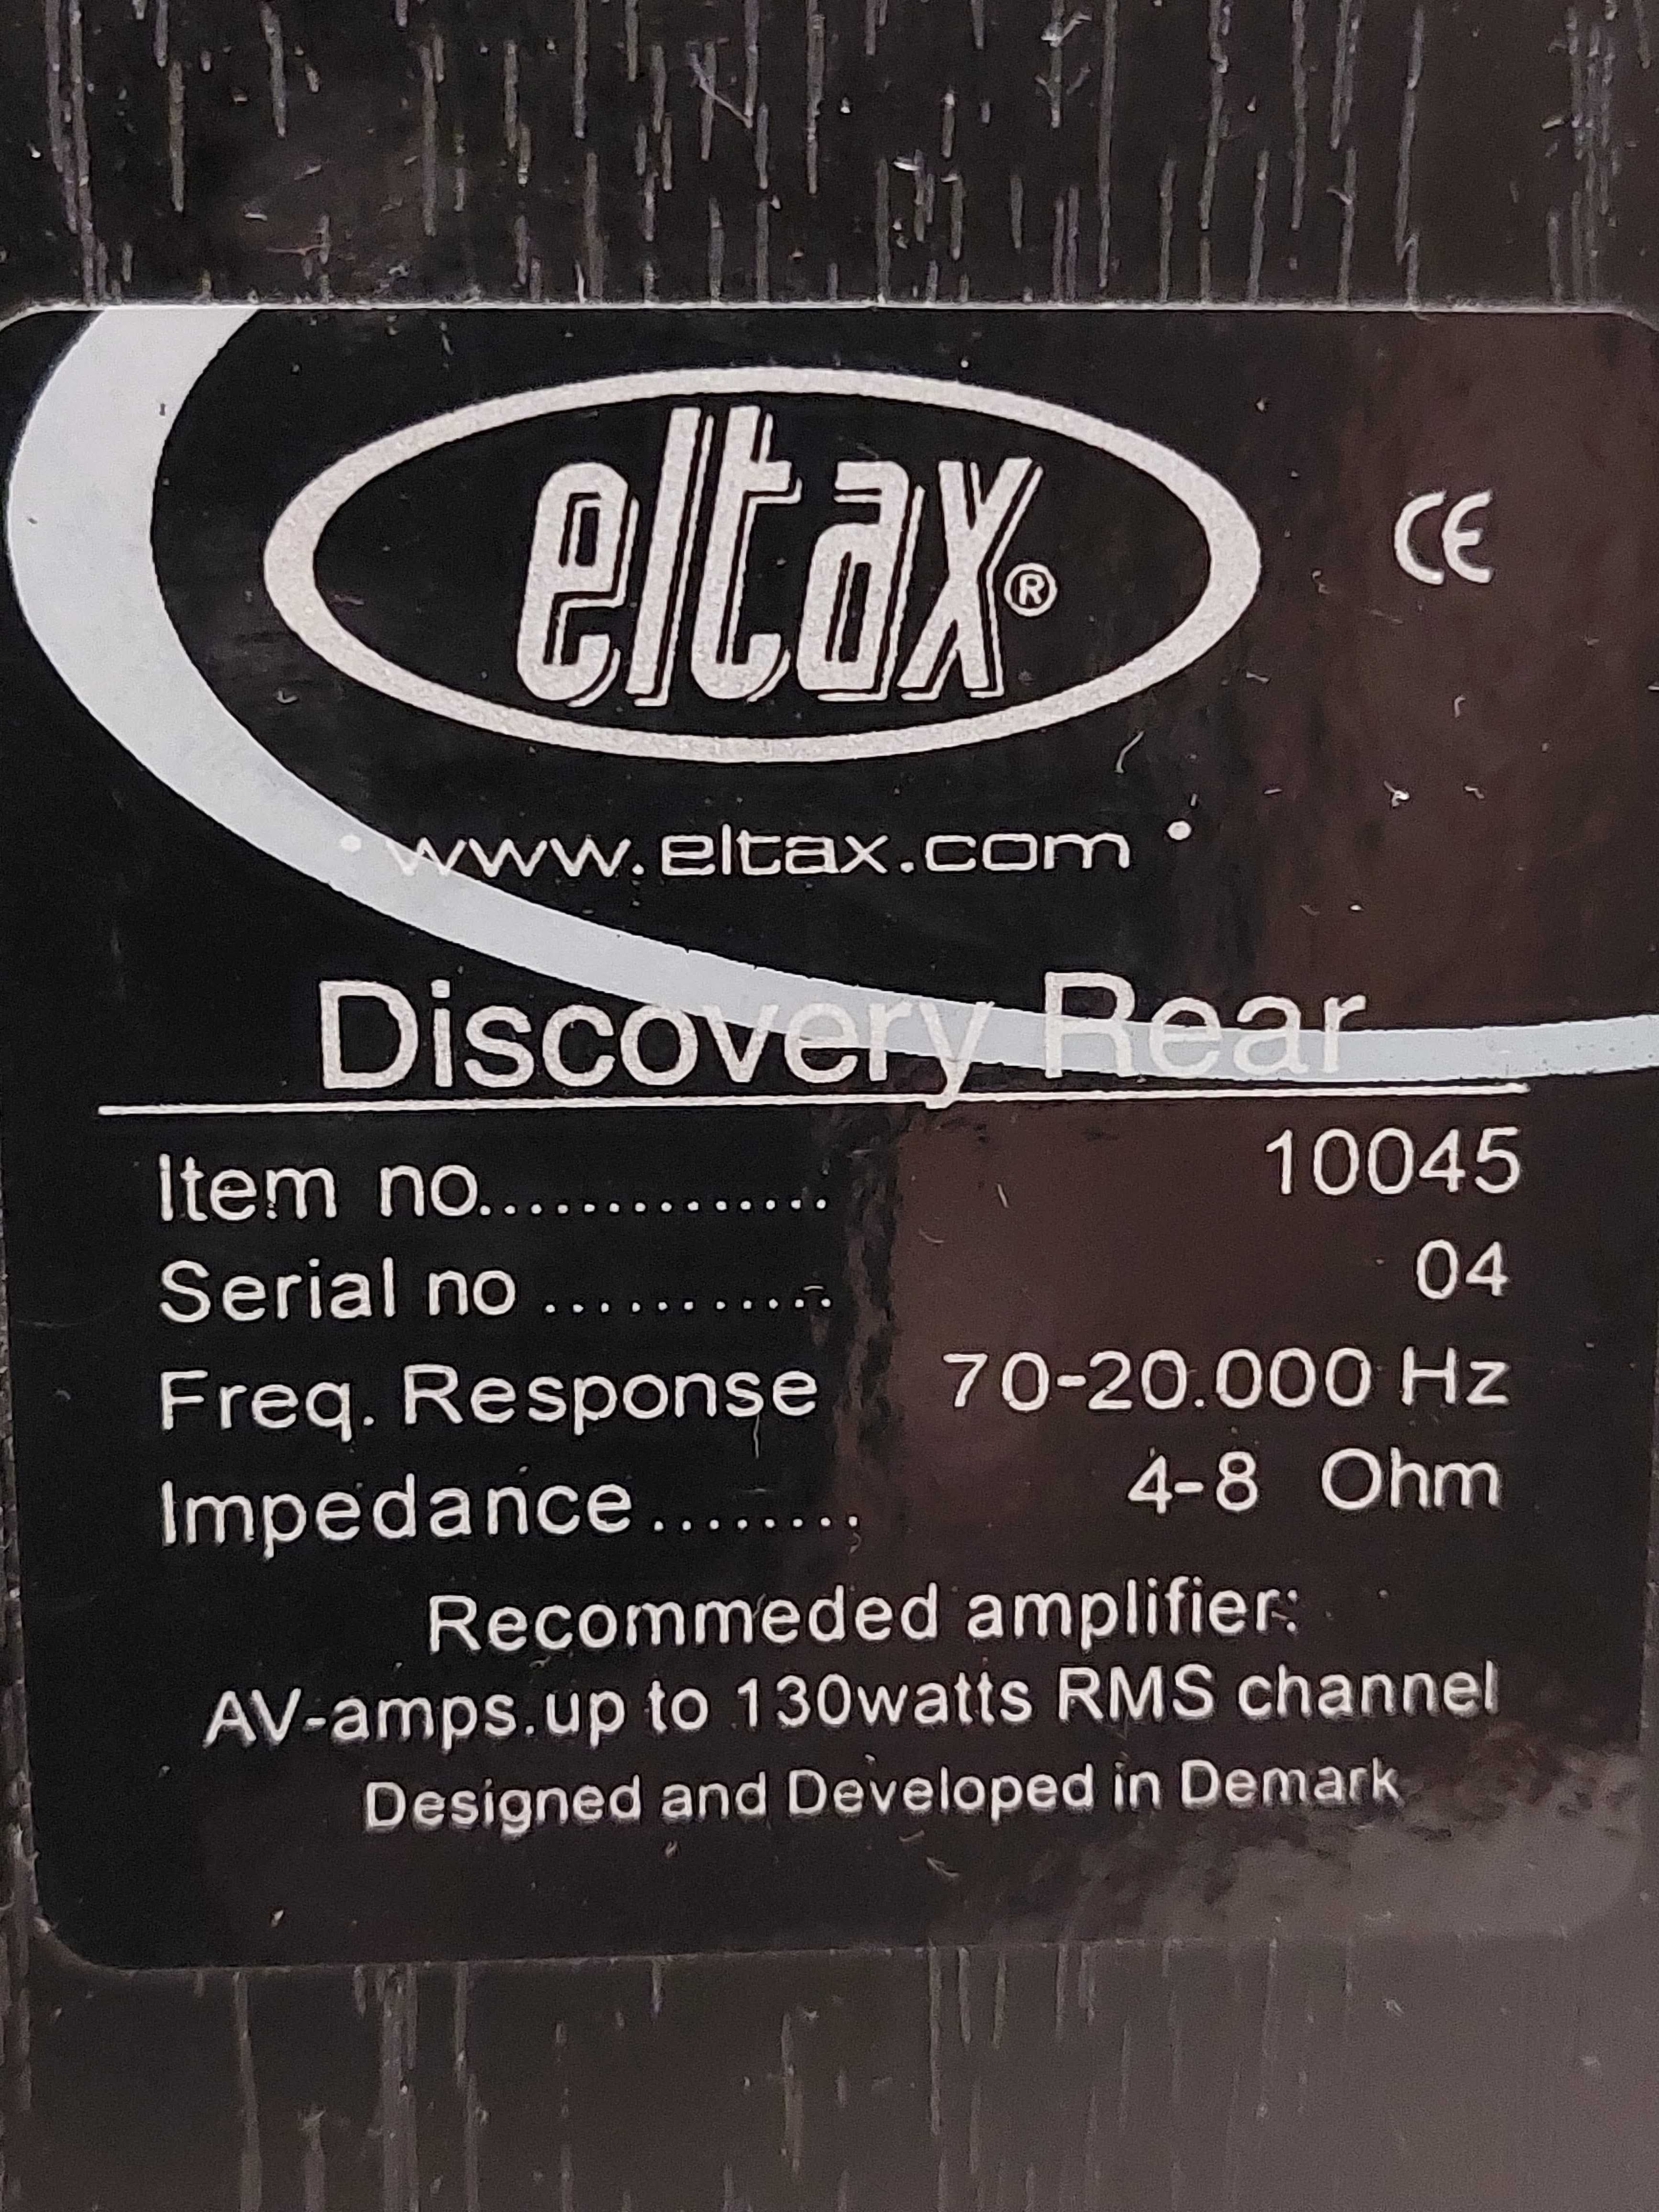 eltax®
CE
• www.eltax.com •
Discovery Rear
Item no.............. 10045
Serial no ........... 04
Freq. Response 70-20.000 Hz
Impedance........ 4-8 Ohm
Recommeded amplifier:
AV-amps.up to 130watts RMS channel
Designed and Developed in Demark